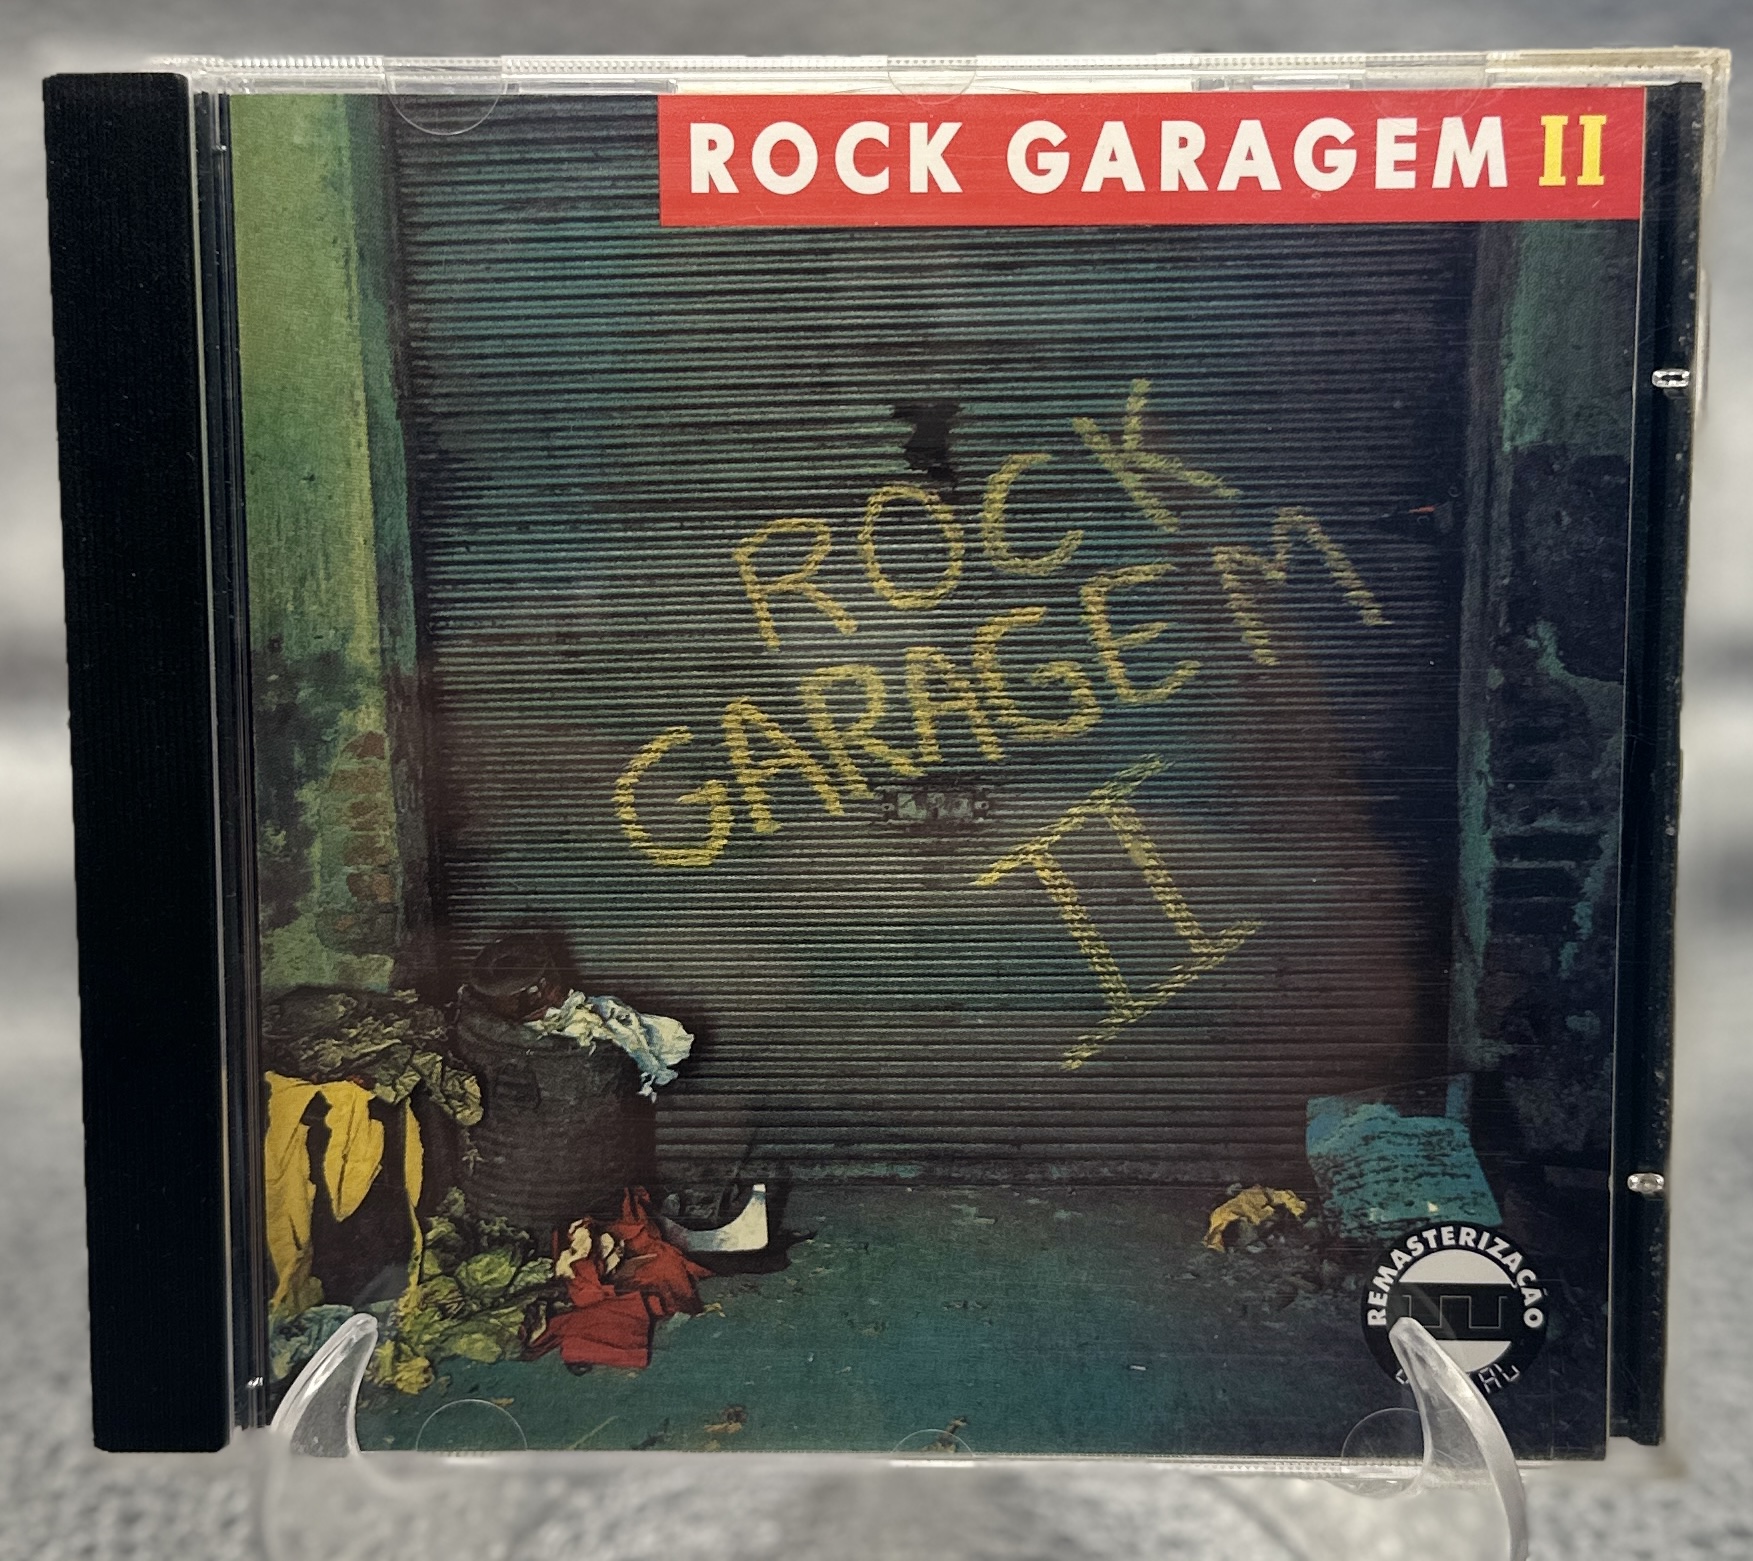 ROCK GARAGEM II
ROCK
GARAGEM
II
REMASTERIZAÇÃO